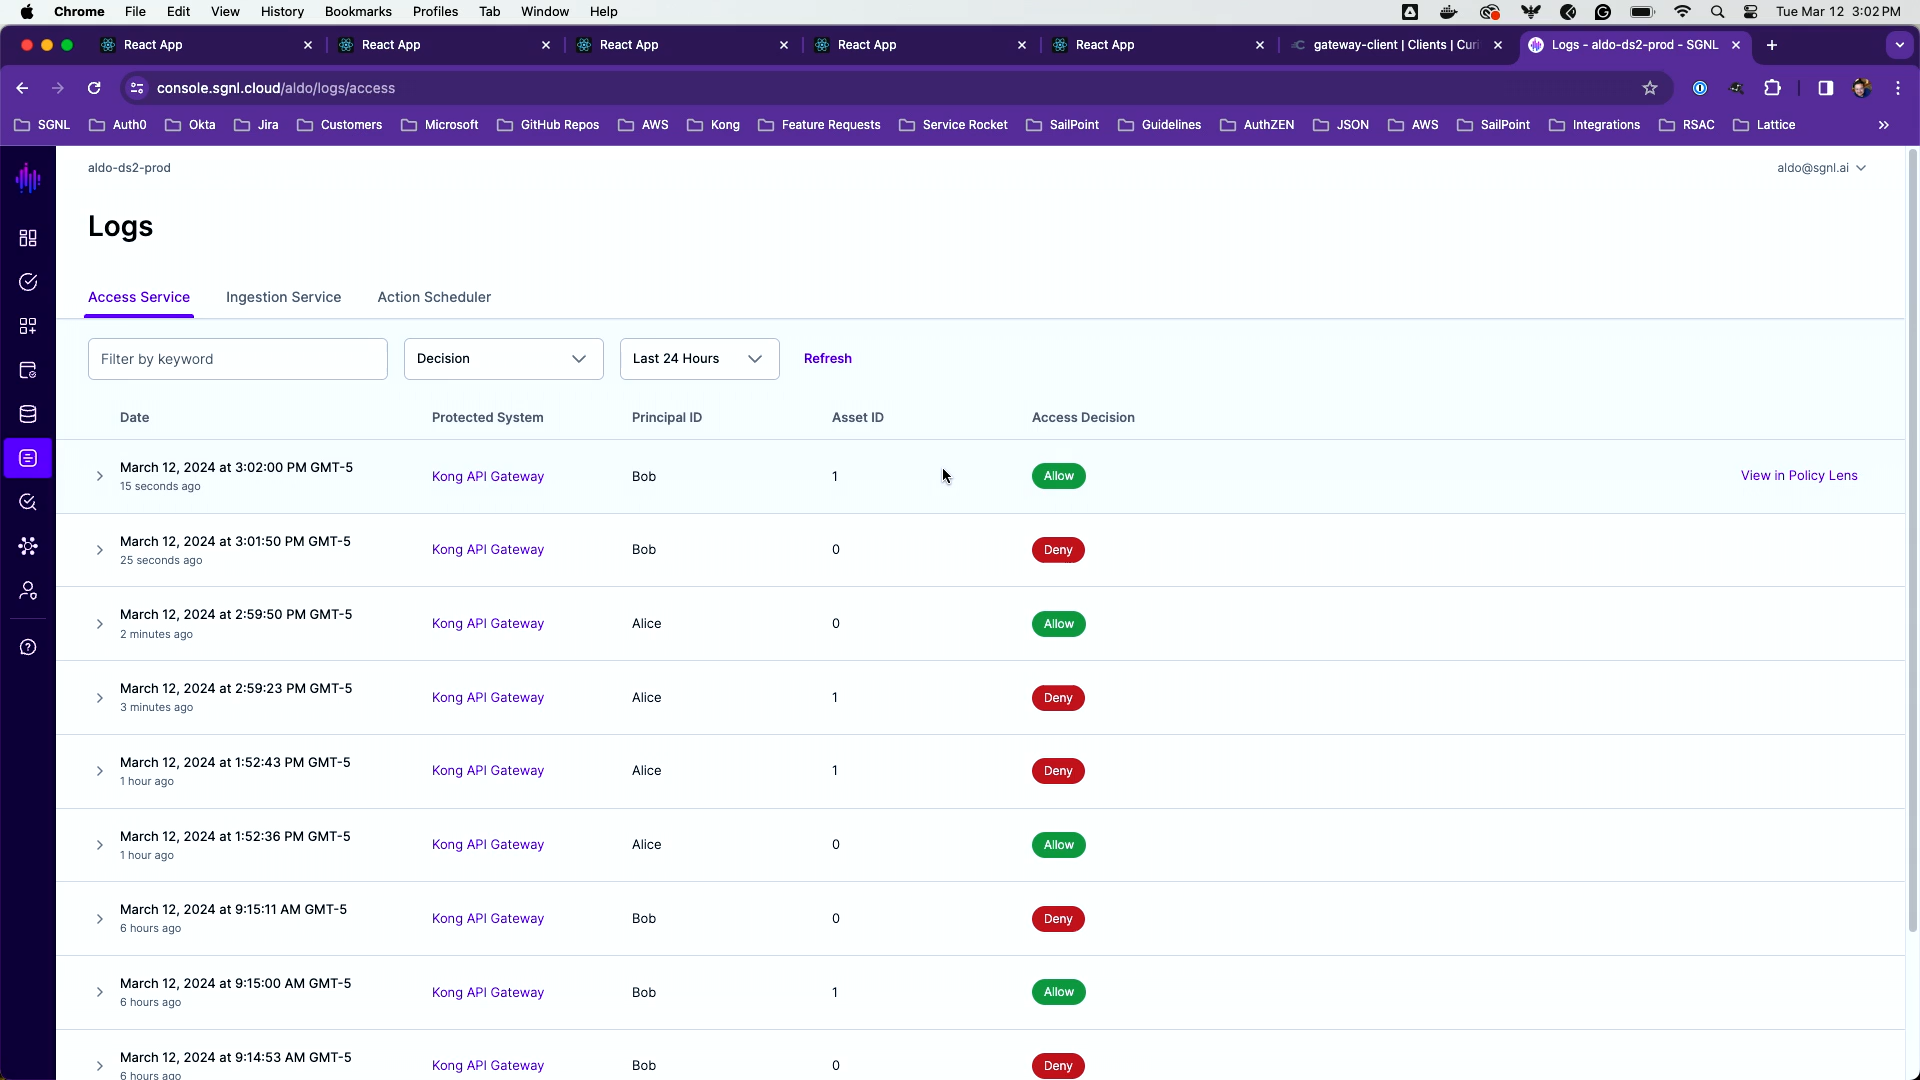 Chrome File Edit View History Bookmarks Profiles Tab Window Help Tue Mar 12 3:02 PM
React App React App React App React App React App gateway-client | Clients | Curi Logs - aldo-ds2-prod - SGNL
console.sgnl.cloud/aldo/logs/access
SGNL Auth0 Okta Jira Customers Microsoft GitHub Repos AWS Kong Feature Requests Service Rocket SailPoint Guidelines AuthZEN JSON AWS SailPoint Integrations RSAC Lattice
aldo-ds2-prod aldo@sgnl.ai
Logs
Access Service Ingestion Service Action Scheduler
Filter by keyword Decision Last 24 Hours Refresh
Date Protected System Principal ID Asset ID Access Decision
March 12, 2024 at 3:02:00 PM GMT-5
15 seconds ago
Kong API Gateway Bob 1 Allow View in Policy Lens
March 12, 2024 at 3:01:50 PM GMT-5
25 seconds ago
Kong API Gateway Bob 0 Deny
March 12, 2024 at 2:59:50 PM GMT-5
2 minutes ago
Kong API Gateway Alice 0 Allow
March 12, 2024 at 2:59:23 PM GMT-5
3 minutes ago
Kong API Gateway Alice 1 Deny
March 12, 2024 at 1:52:43 PM GMT-5
1 hour ago
Kong API Gateway Alice 1 Deny
March 12, 2024 at 1:52:36 PM GMT-5
1 hour ago
Kong API Gateway Alice 0 Allow
March 12, 2024 at 9:15:11 AM GMT-5
6 hours ago
Kong API Gateway Bob 0 Deny
March 12, 2024 at 9:15:00 AM GMT-5
6 hours ago
Kong API Gateway Bob 1 Allow
March 12, 2024 at 9:14:53 AM GMT-5
6 hours ago
Kong API Gateway Bob 0 Deny